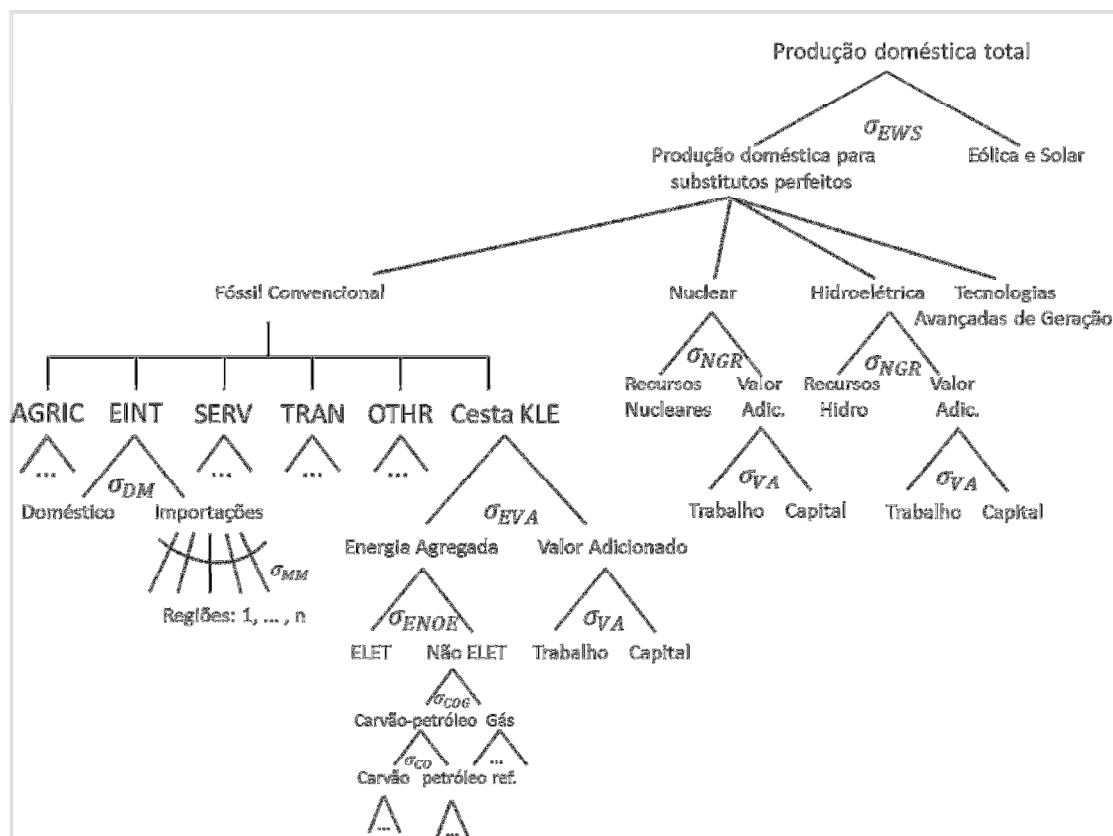 Produção doméstica total
σEWS
Produção doméstica para
substitutos perfeitos
Eólica e Solar
Fóssil Convencional
Nuclear
Hidroelétrica
Tecnologias
Avançadas de Geração
σNGR
σNGR
Recursos
Nucleares
Valor
Adic.
Recursos
Hidro
Valor
Adic.
AGRIC EINT SERV TRAN OTHR Cesta KLE
... ... ... ...
σDM
σVA
σVA
Doméstico Importações
σEVA
Trabalho Capital
Trabalho Capital
Energia Agregada Valor Adicionado
σMM
Regiões: 1, ... , n
σENOE
σVA
ELET Não ELET Trabalho Capital
σCOG
Carvão-petróleo Gás
σCO
...
Carvão petróleo ref.
... ...